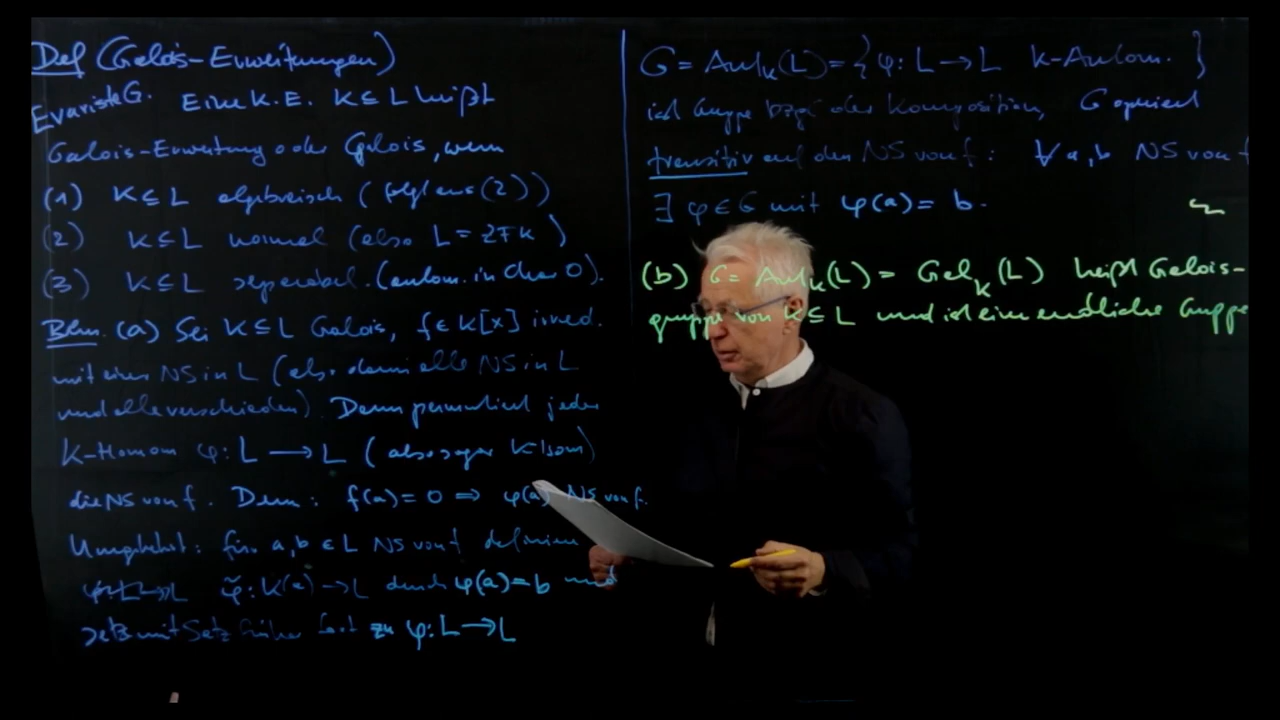 Def (Galois-Erweiterungen)
Evariste G. Eine K.E. K ⊆ L heißt
Galois-Erweiterung oder Galois, wenn
(1) K ⊆ L algebraisch (folgt aus (2))
(2) K ⊆ L normal (also L = ZFK)
(3) K ⊆ L separabel. (autom. in Char 0).
Bem. (a) Sei K ⊆ L Galois, f ∈ K[x] irred.
mit einer NS in L (also dann alle NS in L
und alle verschieden). Dann permutiert jeder
K-Homom φ: L → L (also sogar K-Isom)
die NS von f. Denn: f(a) = 0 ⇒ φ(a) NS von f.
Umgekehrt: für a, b ∈ L NS von f definiere
φ̃: K(a) → L durch φ(a) = b und
setze mit Satz früher fort zu φ: L → L
G = Aut_K(L) = { φ: L → L K-Autom. }
ist Gruppe bzgl der Komposition, G operiert
transitiv auf den NS von f: ∀ a, b NS von f
∃ φ ∈ G mit φ(a) = b.
(b) G = Aut_K(L) = Gal_K(L) heißt Galois-
gruppe von K ⊆ L und ist eine endliche Gruppe